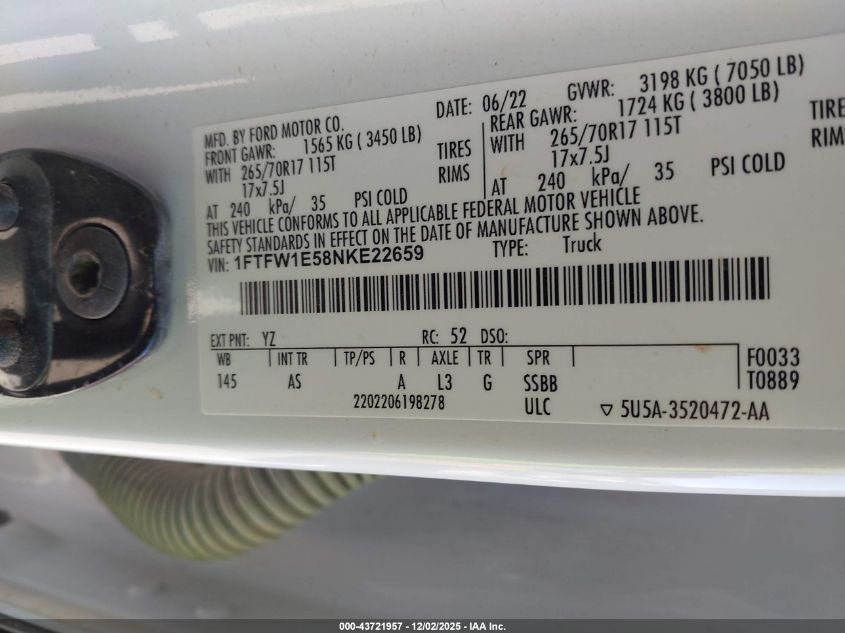 MFD. BY FORD MOTOR CO.
DATE: 06/22
GVWR: 3198 KG ( 7050 LB)
FRONT GAWR: 1565 KG ( 3450 LB)
REAR GAWR: 1724 KG ( 3800 LB)
WITH 265/70R17 115T TIRES
WITH 265/70R17 115T TIRES
17x7.5J RIMS
17x7.5J RIMS
AT 240 kPa/ 35 PSI COLD
AT 240 kPa/ 35 PSI COLD
THIS VEHICLE CONFORMS TO ALL APPLICABLE FEDERAL MOTOR VEHICLE
SAFETY STANDARDS IN EFFECT ON THE DATE OF MANUFACTURE SHOWN ABOVE.
VIN: 1FTFW1E58NKE22659
TYPE: Truck
EXT PNT: YZ RC: 52 DSO:
WB INT TR TP/PS R AXLE TR SPR F0033
145 AS A L3 G SSBB T0889
2202206198278 ULC ▽ 5U5A-3520472-AA
000-43721957 - 12/02/2025 - IAA Inc.